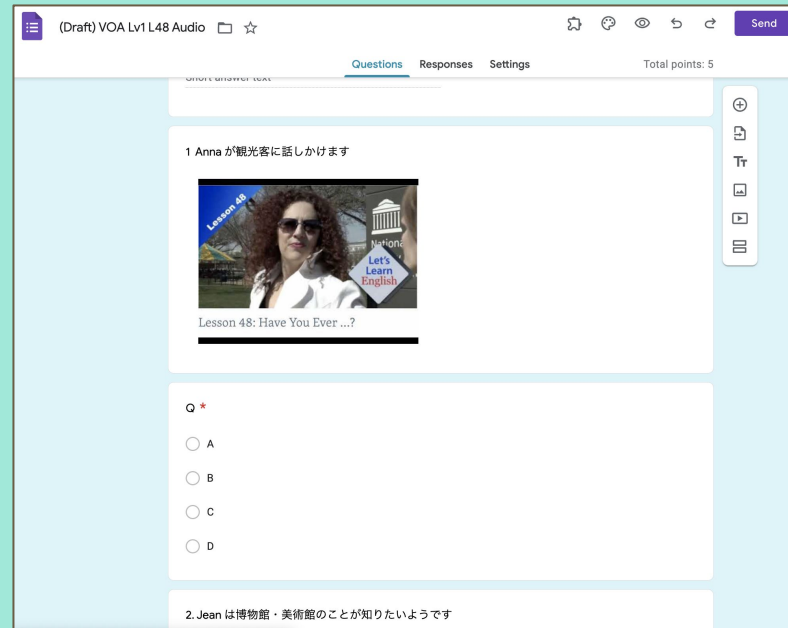 (Draft) VOA Lv1 L48 Audio
Send
Questions Responses Settings
Total points: 5
Short answer text
1 Anna が観光客に話しかけます
Lesson 48
National
Let's
Learn
English
Lesson 48: Have You Ever ...?
Q *
A
B
C
D
2. Jean は博物館・美術館のことが知りたいようです
Tт